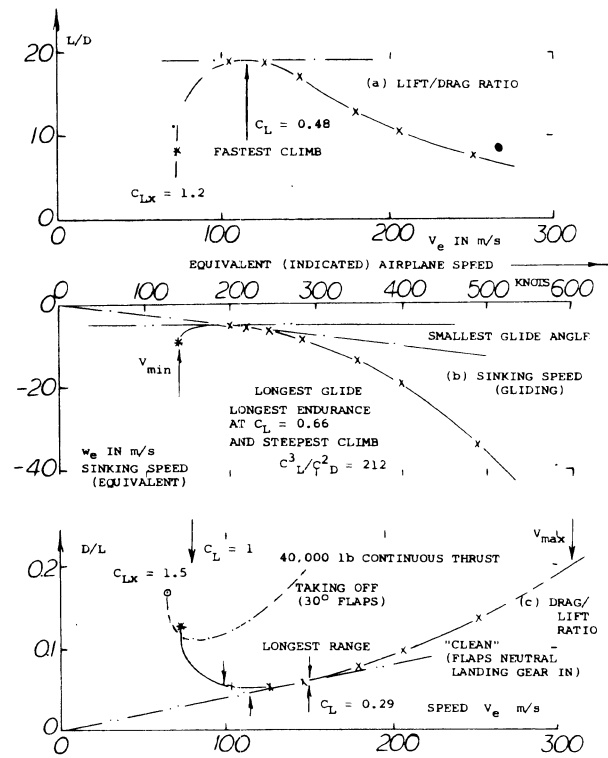 L/D
20
10
0
(a) LIFT/DRAG RATIO
C_L = 0.48
FASTEST CLIMB
C_Lx = 1.2
100
200
V_e IN m/s
300
EQUIVALENT (INDICATED) AIRPLANE SPEED
0
100
200
300
400
500
KNOTS
600
0
-20
-40
SMALLEST GLIDE ANGLE
V_min
(b) SINKING SPEED
(GLIDING)
LONGEST GLIDE
LONGEST ENDURANCE
AT C_L = 0.66
AND STEEPEST CLIMB
C^3_L/C^2_D = 212
w_e IN m/s
SINKING SPEED
(EQUIVALENT)
D/L
0.2
0.1
0
C_L = 1
V_max
C_Lx = 1.5
40,000 lb CONTINUOUS THRUST
TAKING OFF
(30° FLAPS)
(c) DRAG/
LIFT
RATIO
LONGEST RANGE
"CLEAN"
(FLAPS NEUTRAL
LANDING GEAR IN)
C_L = 0.29
SPEED V_e m/s
0
100
200
300